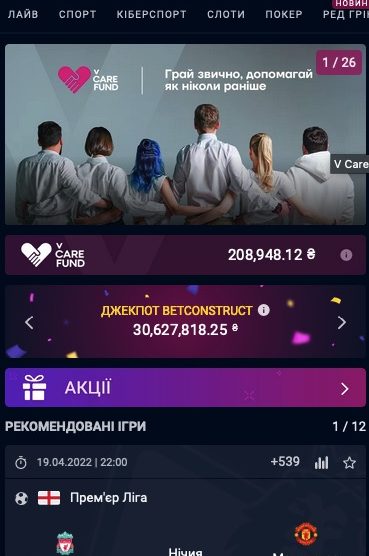 НОВИН
ЛАЙВ СПОРТ КІБЕРСПОРТ СЛОТИ ПОКЕР РЕД ГРІ
1 / 26
V CARE FUND
Грай звично, допомагай
як ніколи раніше
V Care
V CARE FUND
208,948.12 ₴
ДЖЕКПОТ BETCONSTRUCT
30,627,818.25 ₴
АКЦІЇ
РЕКОМЕНДОВАНІ ІГРИ 1 / 12
19.04.2022 | 22:00 +539
Прем'єр Ліга
Нічия